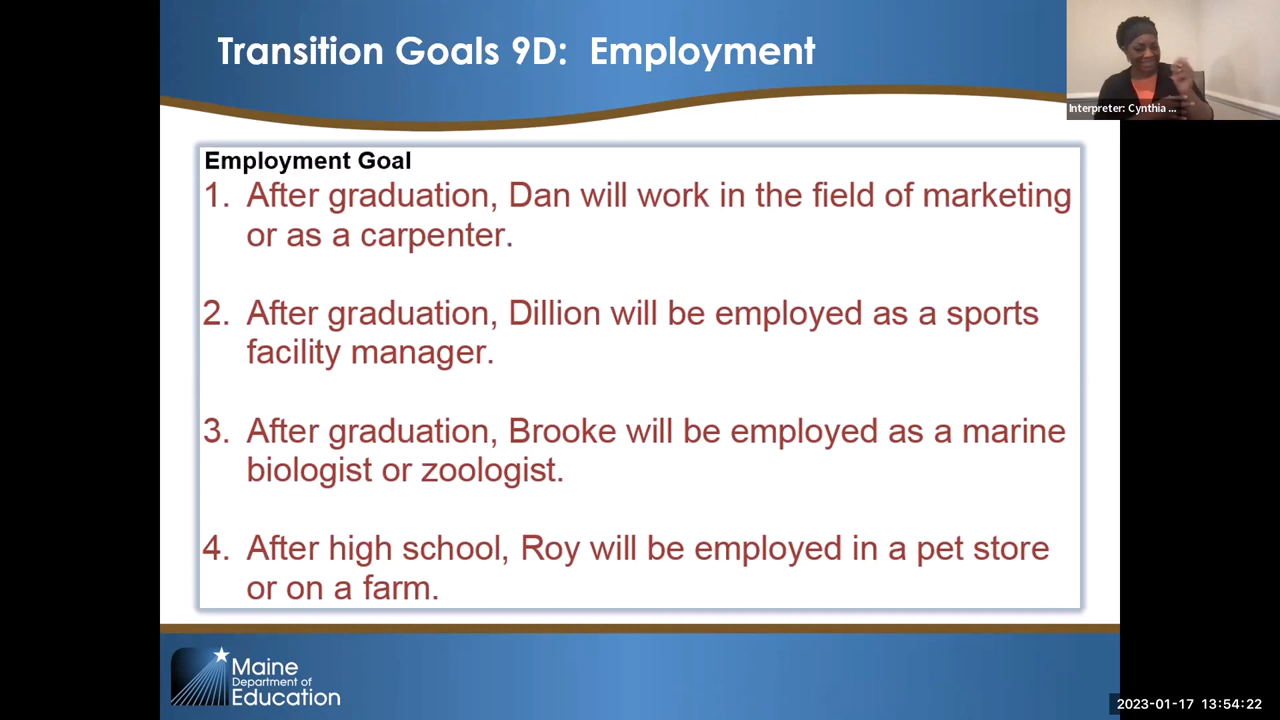 Transition Goals 9D: Employment
Interpreter: Cynthia ...
Employment Goal
1. After graduation, Dan will work in the field of marketing
or as a carpenter.
2. After graduation, Dillion will be employed as a sports
facility manager.
3. After graduation, Brooke will be employed as a marine
biologist or zoologist.
4. After high school, Roy will be employed in a pet store
or on a farm.
Maine
Department of
Education
2023-01-17 13:54:22